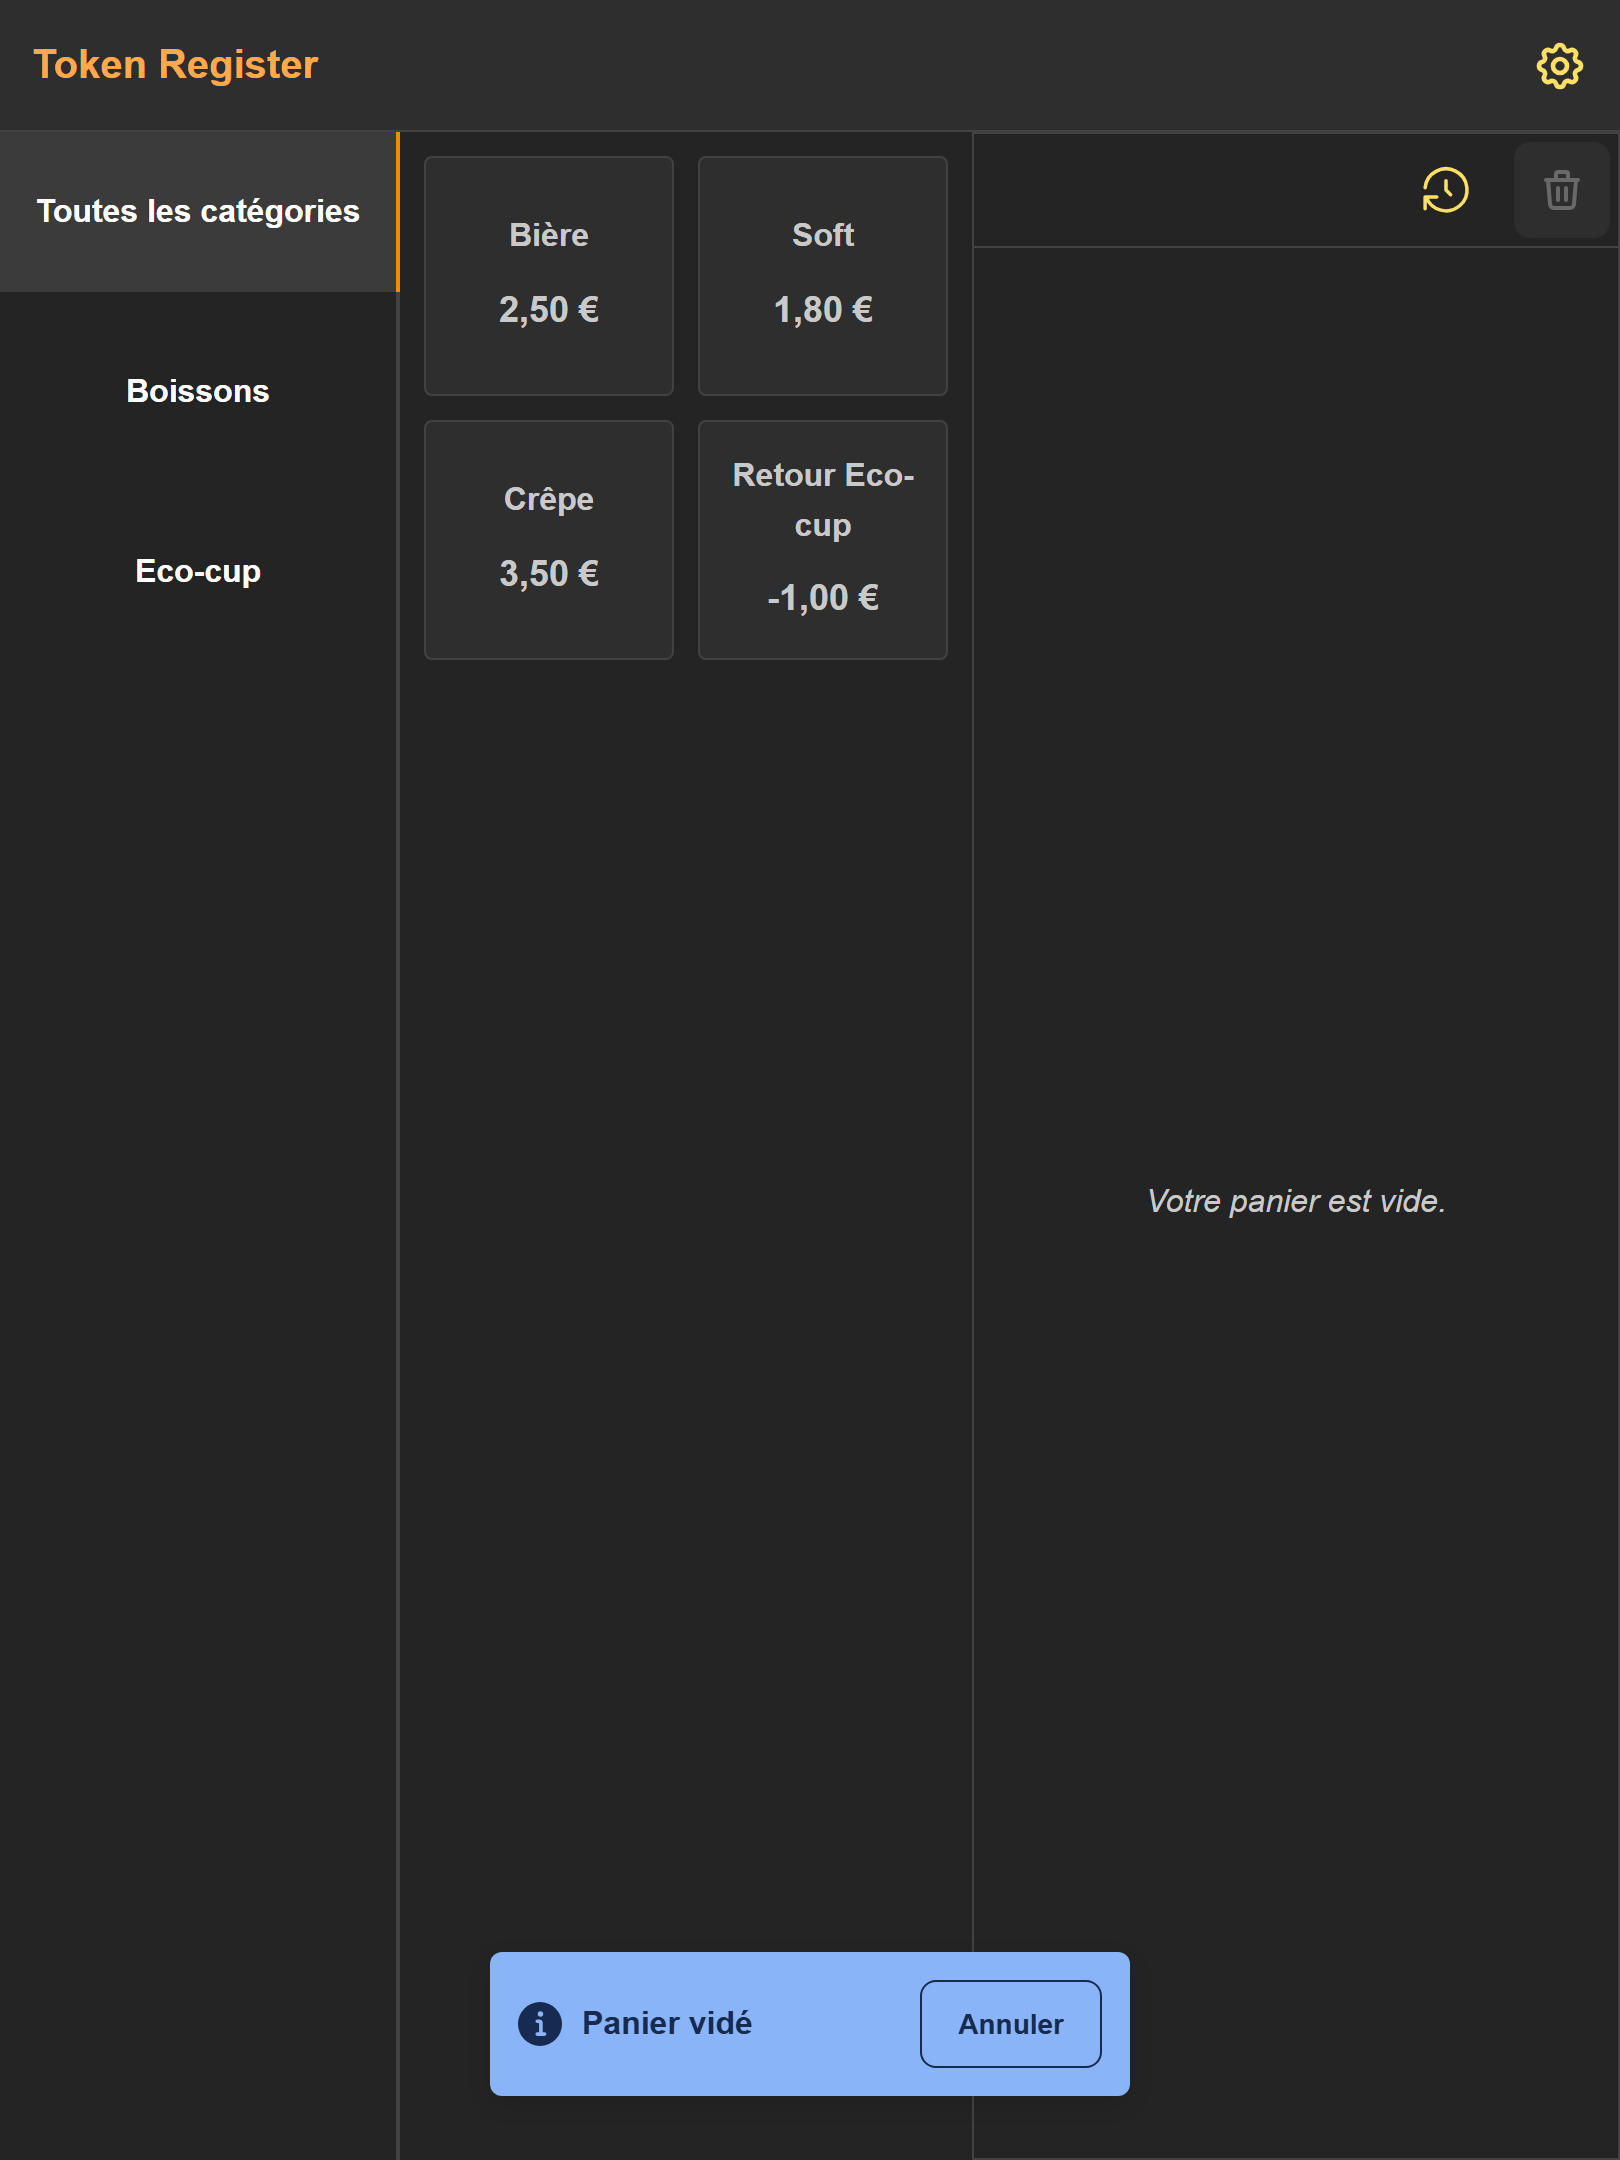 Token Register
Toutes les catégories
Boissons
Eco-cup
Bière
2,50 €
Soft
1,80 €
Crêpe
3,50 €
Retour Eco-
cup
-1,00 €
Votre panier est vide.
Panier vidé
Annuler